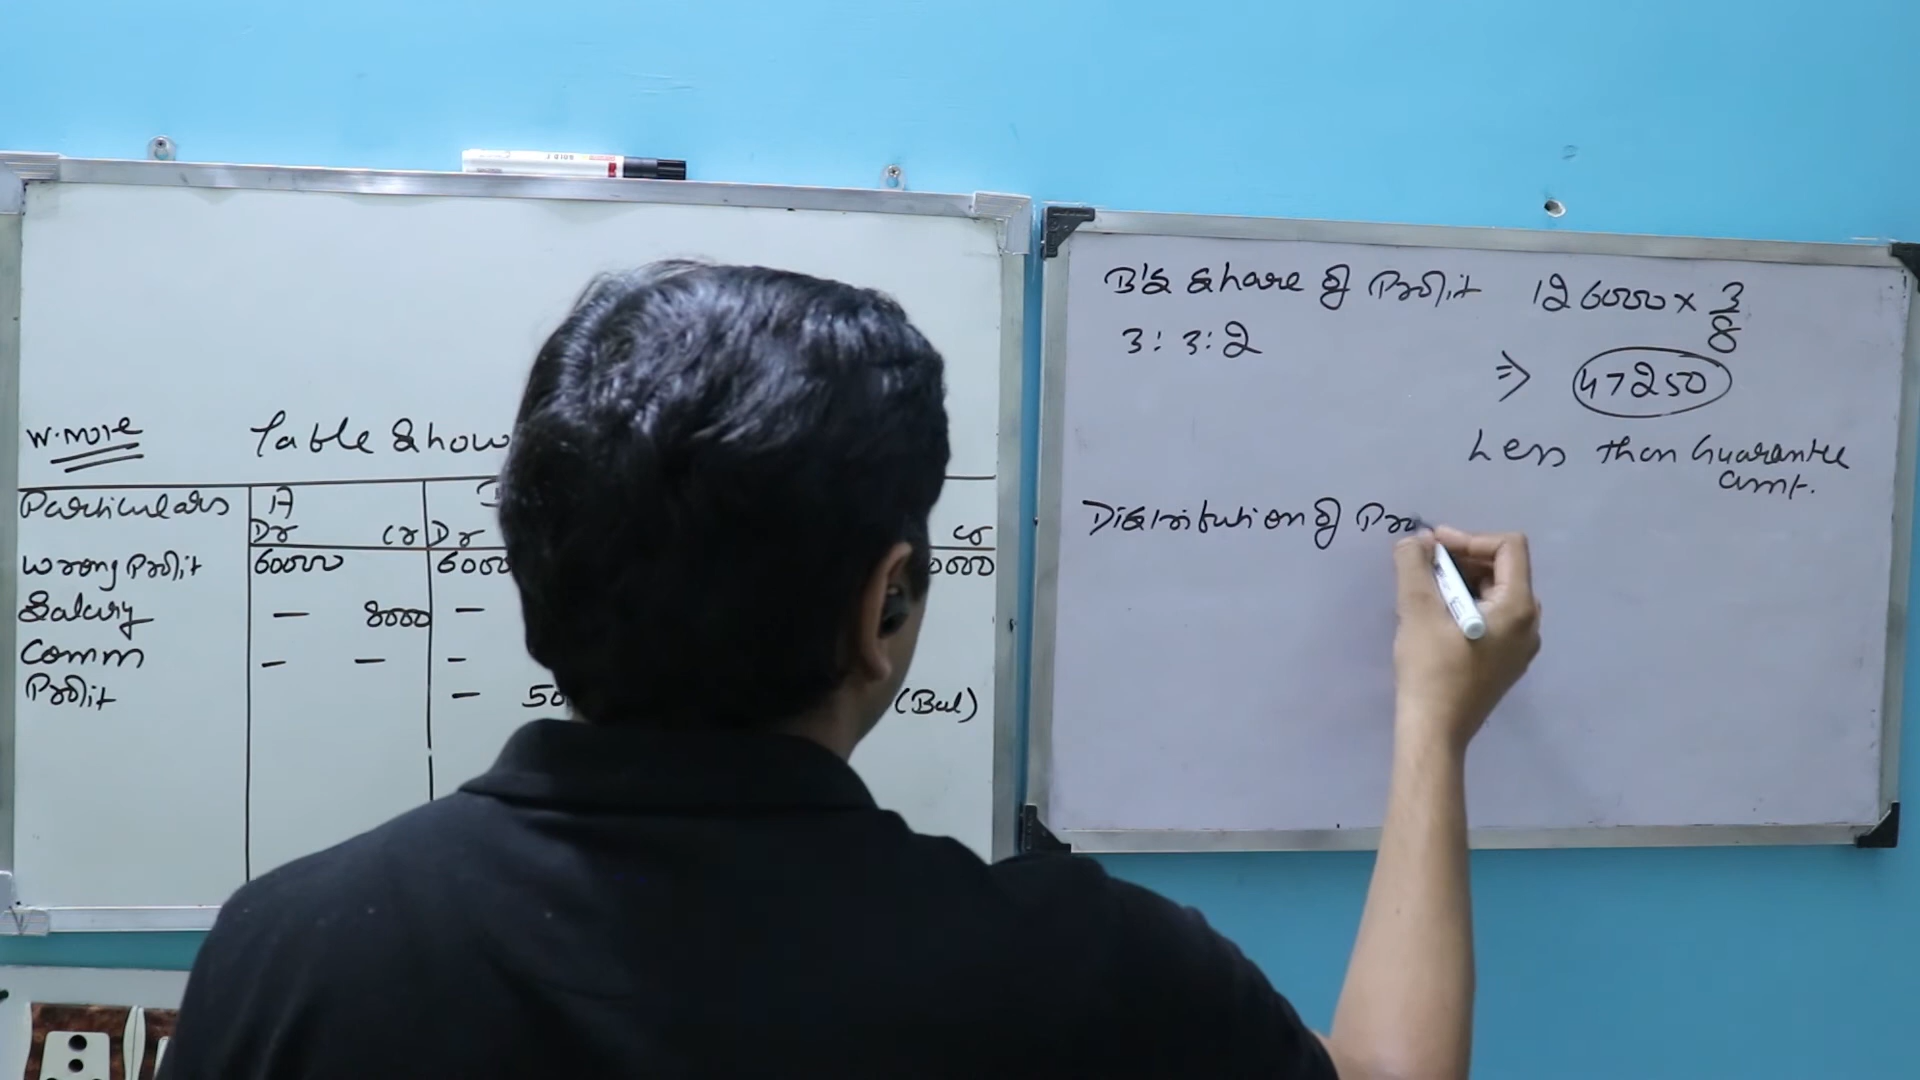 W. more Table Show
Particulars A
Dr Cr Dr Cr
Wrong Profit 60000 6000 0000
Salary — 8000 —
Comm — — —
Profit — 50 (Bal)
B's Share of Profit 126000 × 3/8
3 : 3 : 2
⇒ 47250
Less than Guarantee
amt.
Distribution of Pro